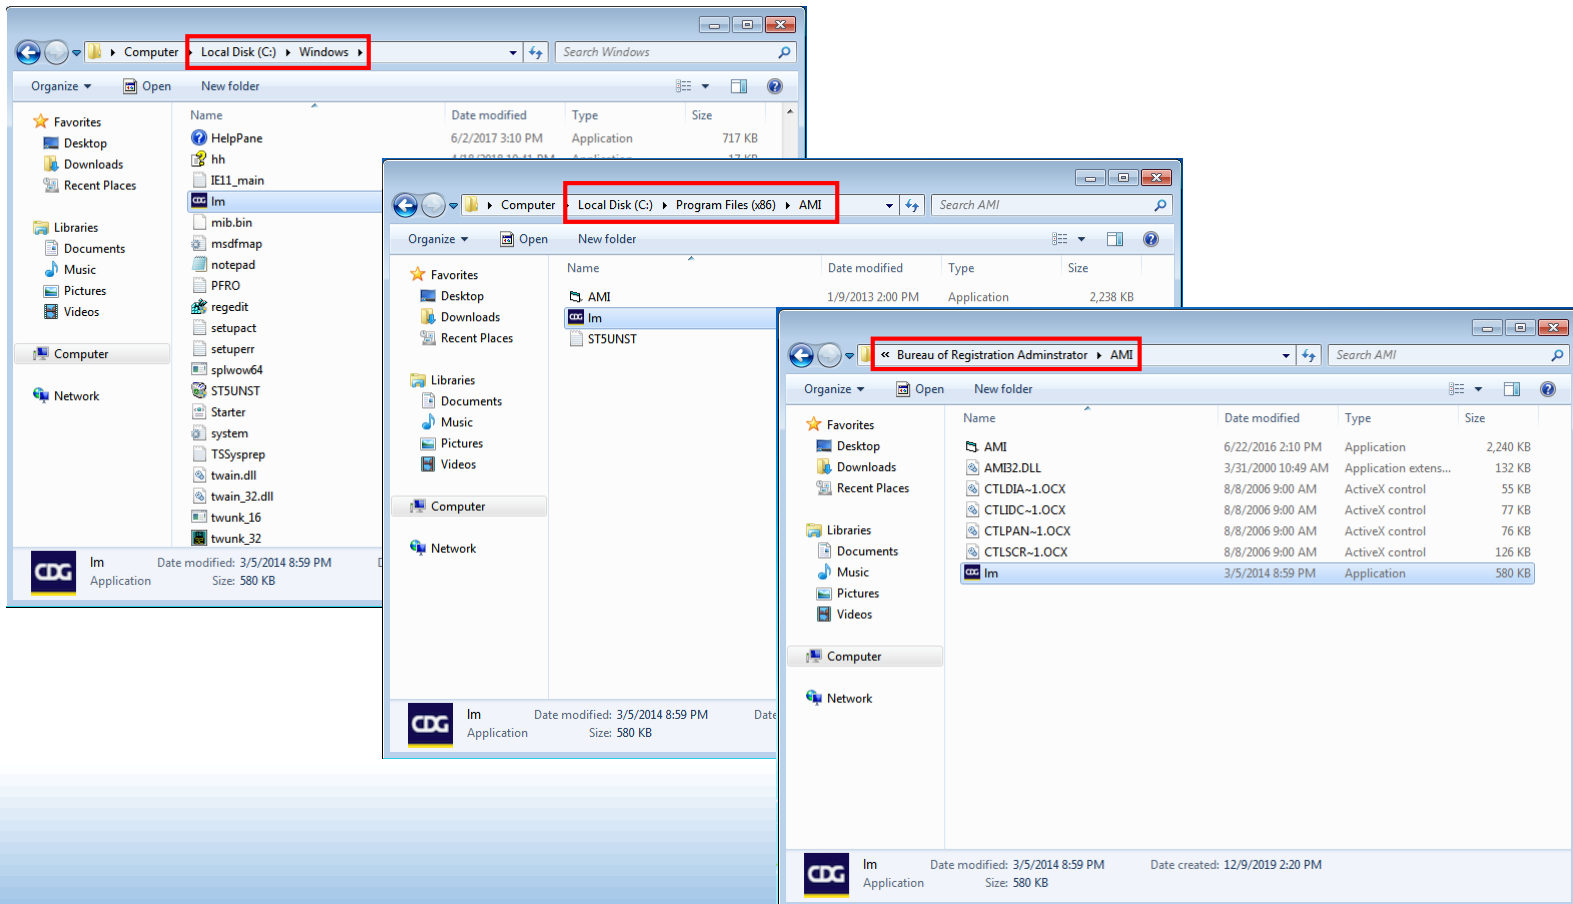 Computer Local Disk (C:) Windows
Search Windows
Organize Open New folder
Name Date modified Type Size
Favorites
Desktop
Downloads
Recent Places
Libraries
Documents
Music
Pictures
Videos
Computer
Network
HelpPane 6/2/2017 3:10 PM Application 717 KB
hh
IE11_main
lm
mib.bin
msdfmap
notepad
PFRO
regedit
setupact
setuperr
splwow64
ST5UNST
Starter
system
TSSysprep
twain.dll
twain_32.dll
twunk_16
twunk_32
CDG
lm Date modified: 3/5/2014 8:59 PM
Application Size: 580 KB
Computer Local Disk (C:) Program Files (x86) AMI
Search AMI
Organize Open New folder
Name Date modified Type Size
Favorites
Desktop
Downloads
Recent Places
Libraries
Documents
Music
Pictures
Videos
Computer
Network
AMI 1/9/2013 2:00 PM Application 2,238 KB
CDG lm
ST5UNST
CDG
lm Date modified: 3/5/2014 8:59 PM Date
Application Size: 580 KB
« Bureau of Registration Adminstrator AMI
Search AMI
Organize Open New folder
Name Date modified Type Size
Favorites
Desktop
Downloads
Recent Places
Libraries
Documents
Music
Pictures
Videos
Computer
Network
AMI 6/22/2016 2:10 PM Application 2,240 KB
AMI32.DLL 3/31/2000 10:49 AM Application extens... 132 KB
CTLDIA~1.OCX 8/8/2006 9:00 AM ActiveX control 55 KB
CTLIDC~1.OCX 8/8/2006 9:00 AM ActiveX control 77 KB
CTLPAN~1.OCX 8/8/2006 9:00 AM ActiveX control 76 KB
CTLSCR~1.OCX 8/8/2006 9:00 AM ActiveX control 126 KB
CDG lm 3/5/2014 8:59 PM Application 580 KB
CDG
lm Date modified: 3/5/2014 8:59 PM Date created: 12/9/2019 2:20 PM
Application Size: 580 KB